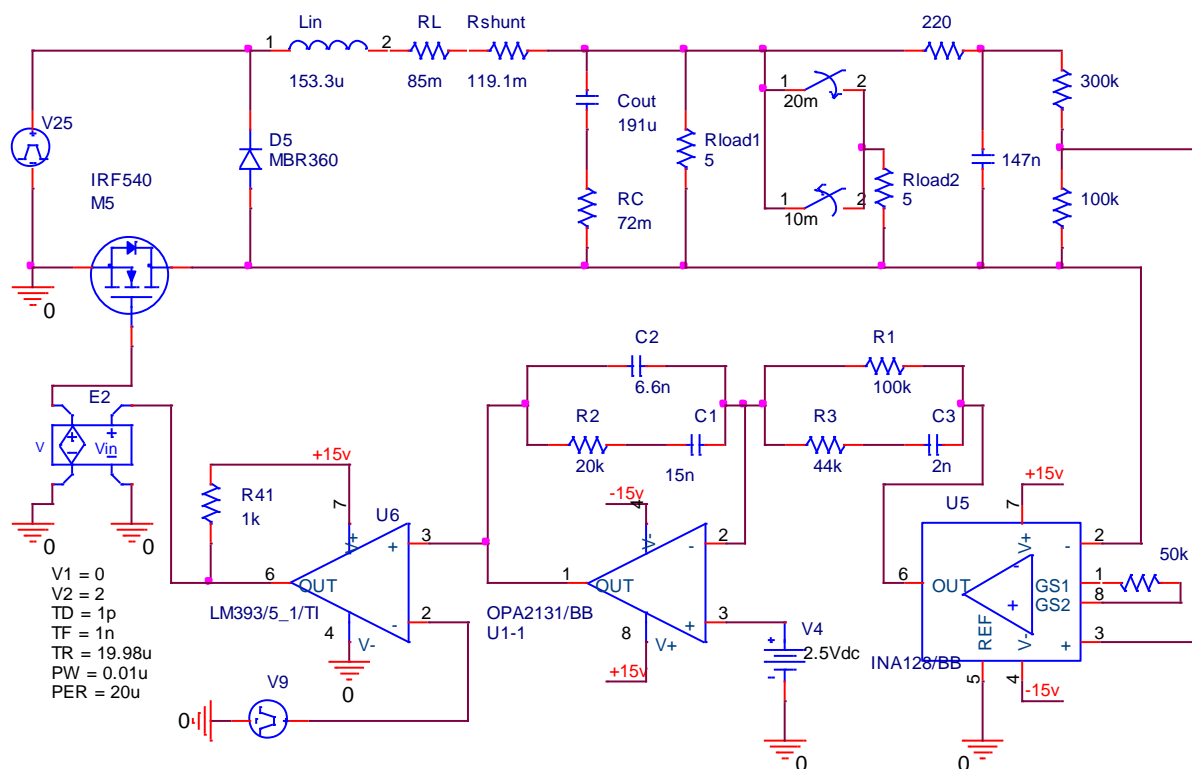 Lin
RL
Rshunt
220
1
2
153.3u
85m
119.1m
300k
1
2
20m
Cout
191u
V25
D5
MBR360
Rload1
5
147n
IRF540
M5
Rload2
5
RC
72m
1
2
10m
100k
0
C2
6.6n
R1
100k
E2
V
Vin
R2
20k
C1
15n
R3
44k
C3
2n
+15v
R41
1k
7
-15v
4
+15v
U5
7
0
0
U6
V+
+
3
V-
-
2
V+
-
2
50k
V1 = 0
V2 = 2
TD = 1p
TF = 1n
TR = 19.98u
PW = 0.01u
PER = 20u
6
OUT
1
OUT
6
OUT
GS1
1
GS2
8
LM393/5_1/TI
-
2
OPA2131/BB
U1-1
+
3
V4
2.5Vdc
REF
V-
+
3
4
V-
8
V+
INA128/BB
+15v
5
4
-15v
0
V9
0
0
0